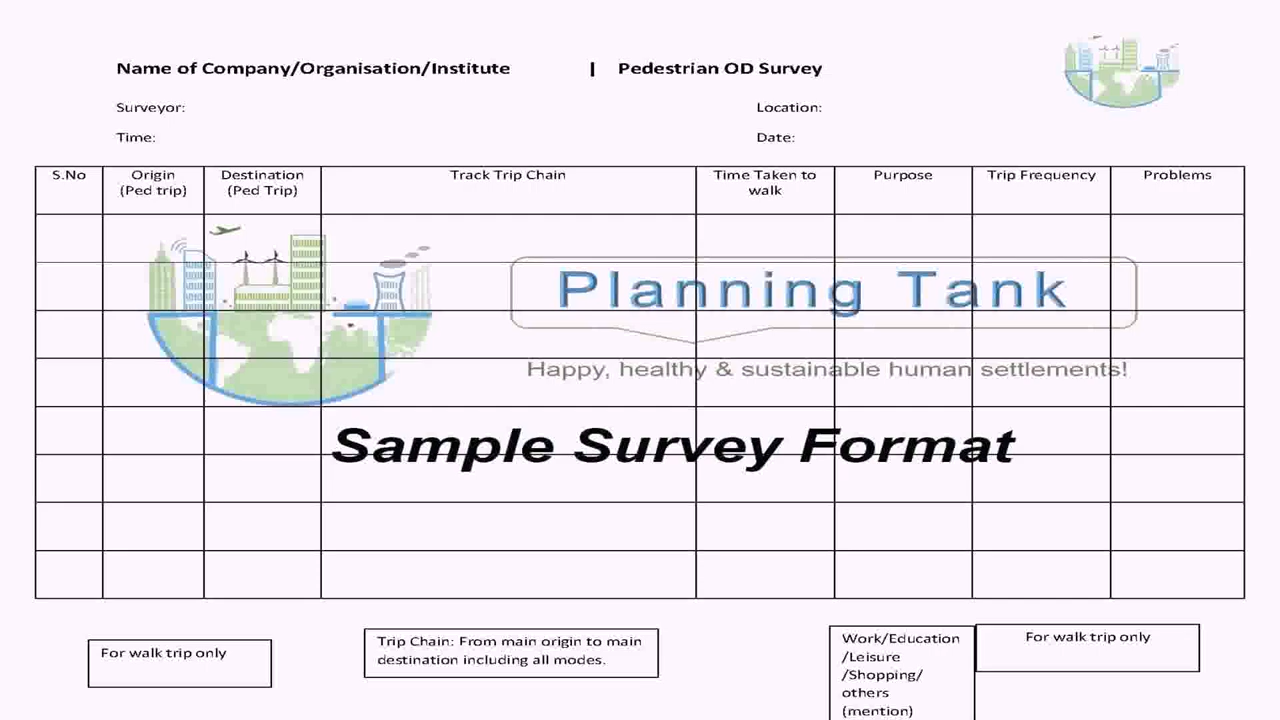 Name of Company/Organisation/Institute | Pedestrian OD Survey
Surveyor: Location:
Time: Date:
S.No Origin Destination Track Trip Chain Time Taken to Purpose Trip Frequency Problems
(Ped trip) (Ped Trip) walk
Planning Tank
Happy, healthy & sustainable human settlements!
Sample Survey Format
For walk trip only
Trip Chain: From main origin to main
destination including all modes.
Work/Education
/Leisure
/Shopping/
others
(mention)
For walk trip only